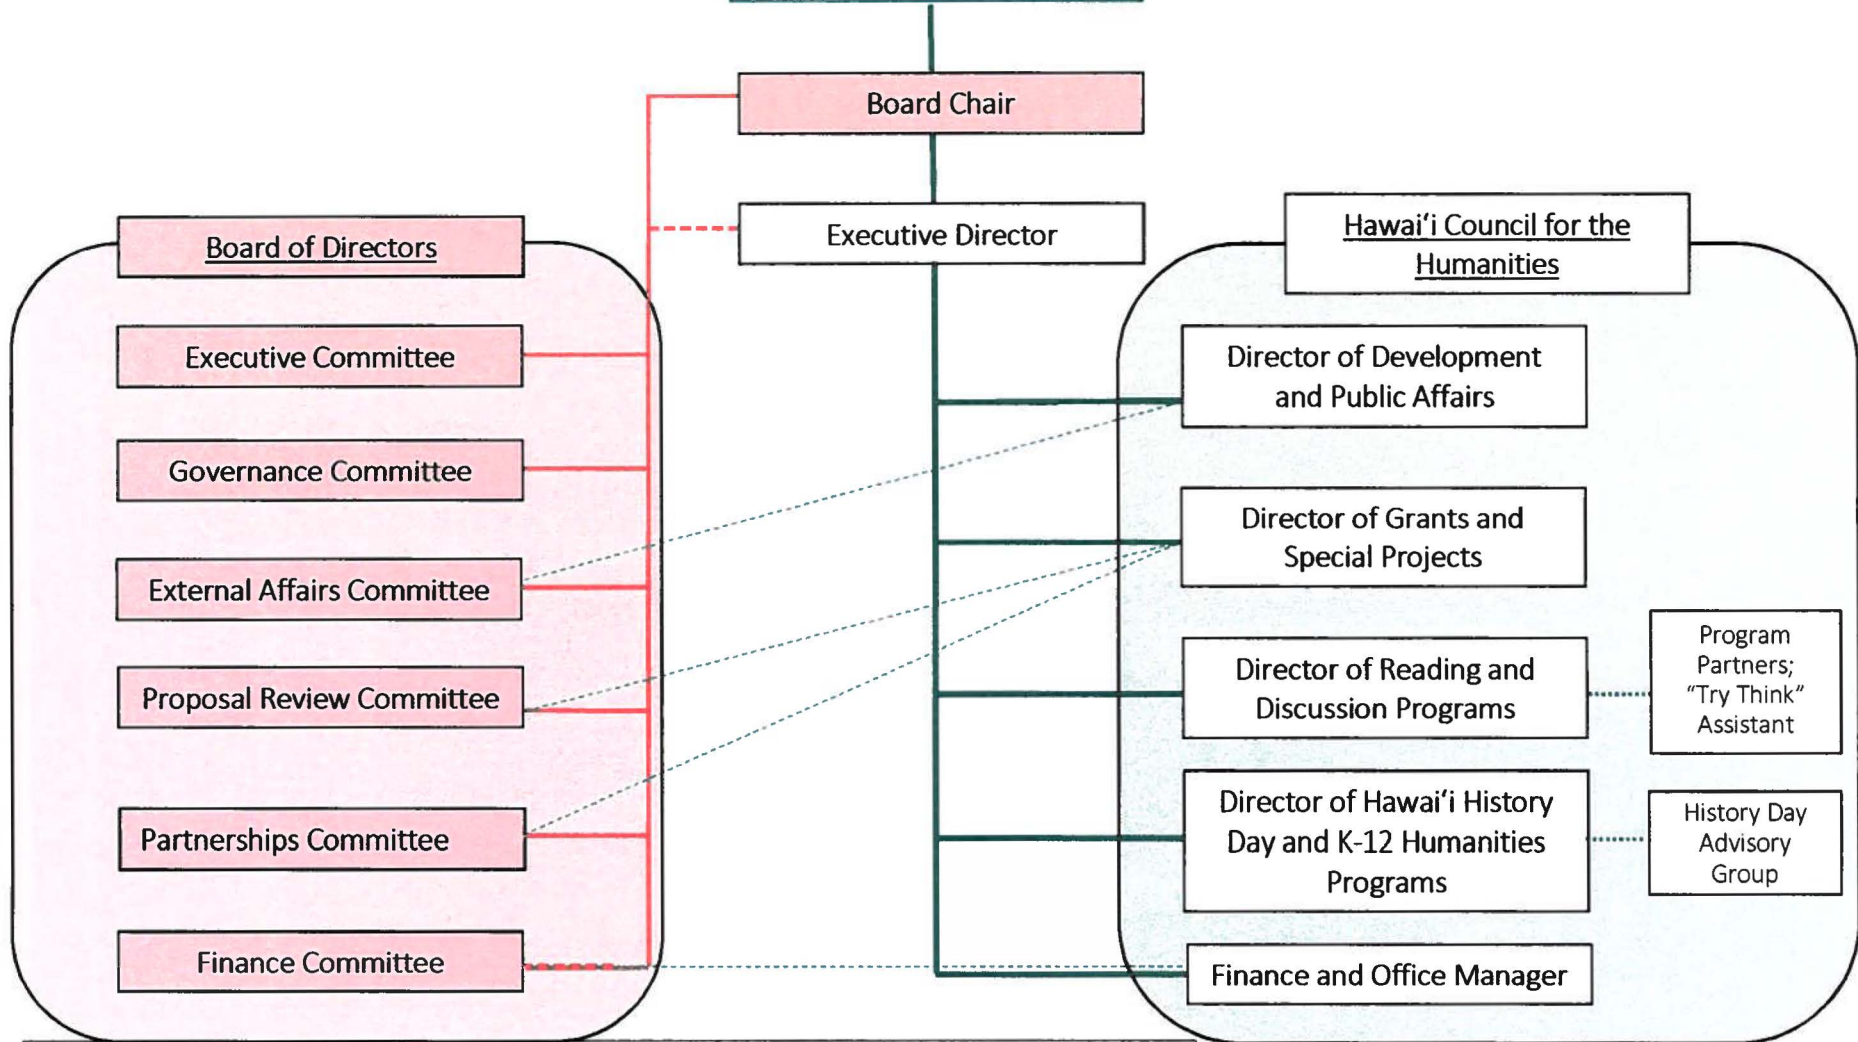 Board Chair
Executive Director
Board of Directors
Executive Committee
Governance Committee
External Affairs Committee
Proposal Review Committee
Partnerships Committee
Finance Committee
Hawaiʻi Council for the
Humanities
Director of Development
and Public Affairs
Director of Grants and
Special Projects
Director of Reading and
Discussion Programs
Program
Partners;
“Try Think”
Assistant
Director of Hawaiʻi History
Day and K-12 Humanities
Programs
History Day
Advisory
Group
Finance and Office Manager